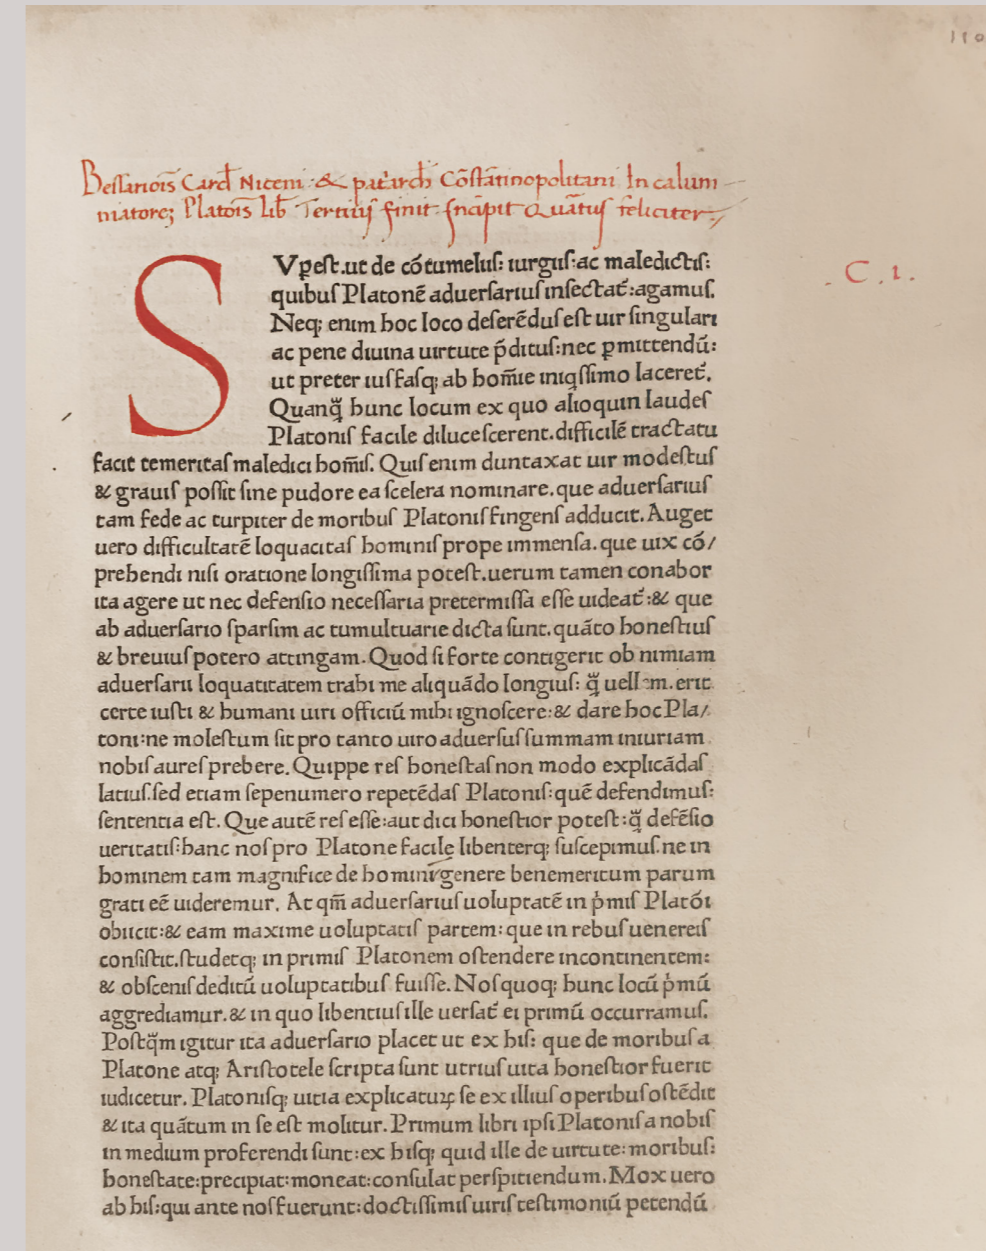 110
Bessariōis Card̄ Niceni & pat̄arch̄ Cōstātinopolitani In calum
niatorē Platōis Lib̄ Tertiꝰ finit Incipit Quātꝰ feliciter
C. 1.
SVꝑest.ut de cōtumeliis: iurgiis:ac maledictis:
quibus Platonē aduersarius insectat̄:agamus.
Neq; enim hoc loco deserēdus est uir singulari
ac pene diuina uirtute p̄ditus:nec ꝑmittendū:
ut preter ius fasq; ab hoīe iniqssimo laceret̄.
Quanq̄ hunc locum ex quo alioquin laudes
Platonis facile dilucescerent.difficilē tractatu
facit temeritas maledici hoīs. Quis enim duntaxat uir modestus
& grauis possit sine pudore ea scelera nominare.que aduersarius
tam fede ac turpiter de moribus Platonis fingens adducit. Auget
uero difficultatē loquacitas hominis prope immensa.que uix cō/
prehendi nisi oratione longissima potest.uerum tamen conabor
ita agere ut nec defensio necessaria pretermissa esse uideat̄:& que
ab aduersario sparsim ac tumultuarie dicta sunt.quāto honestius
& breuius potero attingam. Quod si forte contigerit ob nimiam
aduersarii loquatitatem trahi me aliquādo longius: q̄ uellem.erit
certe iusti & humani uiri officiū mihi ignoscere:& dare hoc Pla/
toni:ne molestum sit pro tanto uiro aduersus summam iniuriam
nobis aures prebere. Quippe res honestas non modo explicādas
latius.sed etiam sepenumero repetēdas Platonis:quē defendimus:
sententia est. Que autē res esse:aut dici honestior potest:q̄ defēsio
ueritatis:hanc nos pro Platone facile libenterq; suscepimus.ne in
hominem tam magnifice de hominū genere benemeritum parum
grati eē uideremur. At qm̄ aduersarius uoluptatē in p̄mis Platōi
obiicit:& eam maxime uoluptatis partem: que in rebus uenereis
consistit.studetq; in primis Platonem ostendere incontinentem:
& obscenis deditū uoluptatibus fuisse. Nos quoq; hunc locū p̄mū
aggrediamur.& in quo libentius ille uersat̄ ei primū occurramus.
Postq̄m igitur ita aduersario placet ut ex his: que de moribus a
Platone atq; Aristotele scripta sunt utrius uita honestior fuerit
iudicetur. Platonisq; uitia explicatuꝝ se ex illius operibus ostēdit
& ita quātum in se est molitur. Primum libri ipsi Platonis a nobis
in medium proferendi sunt:ex hisq; quid ille de uirtute: moribus:
honestate:precipiat:moneat:consulat perspitiendum. Mox uero
ab his:qui ante nos fuerunt:doctissimis uiris testimoniū petendū